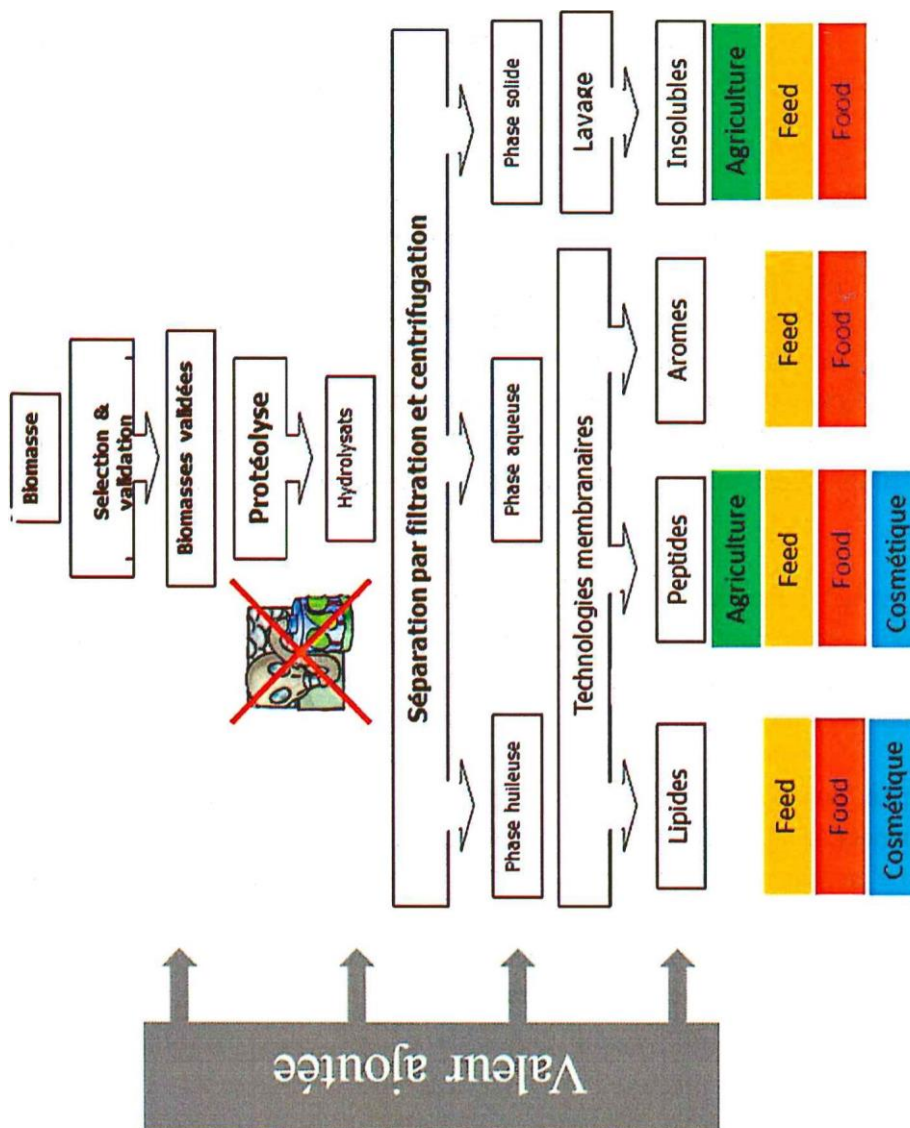 Biomasse
Selection &
validation
Biomasses validées
Protéolyse
Hydrolysats
Séparation par filtration et centrifugation
Phase huileuse
Phase aqueuse
Phase solide
Technologies membranaires
Lavage
Lipides
Peptides
Aromes
Insolubles
Agriculture
Agriculture
Feed
Feed
Feed
Feed
Food
Food
Food
Food
Cosmétique
Cosmétique
Valeur ajoutée